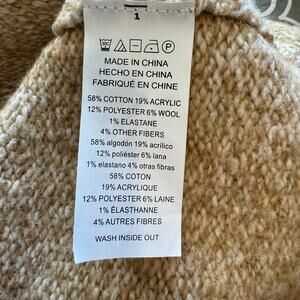 1
MADE IN CHINA
HECHO EN CHINA
FABRIQUÉ EN CHINE
58% COTTON 19% ACRYLIC
12% POLYESTER 6% WOOL
1% ELASTANE
4% OTHER FIBERS
58% algodón 19% acrílico
12% poliéster 6% lana
1% elastano 4% otras fibras
58% COTON
19% ACRYLIQUE
12% POLYESTER 6% LAINE
1% ÉLASTHANNE
4% AUTRES FIBRES
WASH INSIDE OUT